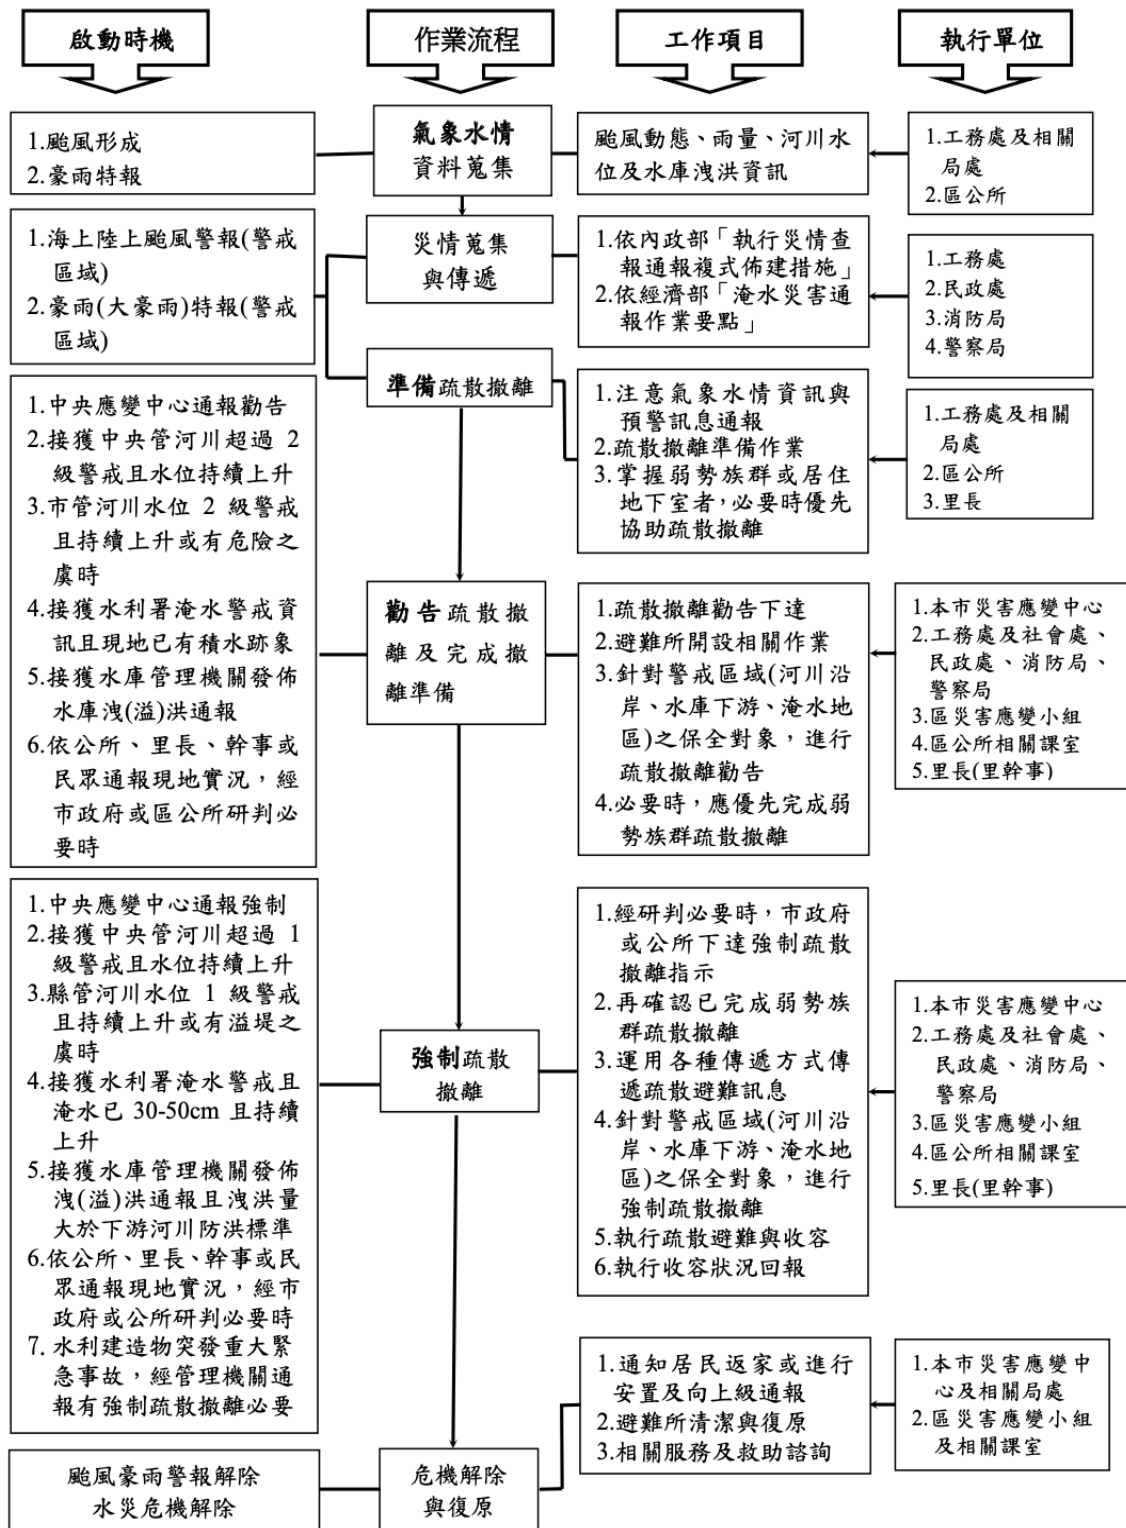 啟動時機
作業流程
工作項目
執行單位
1.颱風形成
2.豪雨特報
氣象水情
資料蒐集
颱風動態、雨量、河川水
位及水庫洩洪資訊
1.工務處及相關
局處
2.區公所
1.海上陸上颱風警報(警戒
區域)
2.豪雨(大豪雨)特報(警戒
區域)
災情蒐集
與傳遞
1.依內政部「執行災情查
報通報複式佈建措施」
2.依經濟部「淹水災害通
報作業要點」
1.工務處
2.民政處
3.消防局
4.警察局
準備疏散撤離
1.注意氣象水情資訊與
預警訊息通報
2.疏散撤離準備作業
3.掌握弱勢族群或居住
地下室者,必要時優先
協助疏散撤離
1.工務處及相關
局處
2.區公所
3.里長
1.中央應變中心通報勸告
2.接獲中央管河川超過 2
級警戒且水位持續上升
3.市管河川水位 2 級警戒
且持續上升或有危險之
虞時
4.接獲水利署淹水警戒資
訊且現地已有積水跡象
5.接獲水庫管理機關發佈
水庫洩(溢)洪通報
6.依公所、里長、幹事或
民眾通報現地實況，經
市政府或區公所研判必
要時
勸告疏散撤
離及完成撤
離準備
1.疏散撤離勸告下達
2.避難所開設相關作業
3.針對警戒區域(河川沿
岸、水庫下游、淹水地
區)之保全對象，進行
疏散撤離勸告
4.必要時，應優先完成弱
勢族群疏散撤離
1.本市災害應變中心
2.工務處及社會處、
民政處、消防局、
警察局
3.區災害應變小組
4.區公所相關課室
5.里長(里幹事)
1.中央應變中心通報強制
2.接獲中央管河川超過 1
級警戒且水位持續上升
3.縣管河川水位 1 級警戒
且持續上升或有溢堤之
虞時
4.接獲水利署淹水警戒且
淹水已 30-50cm 且持續
上升
5.接獲水庫管理機關發佈
洩(溢)洪通報且洩洪量
大於下游河川防洪標準
6.依公所、里長、幹事或民
眾通報現地實況，經市
政府或公所研判必要時
7. 水利建造物突發重大緊
急事故，經管理機關通
報有強制疏散撤離必要
強制疏散
撤離
1.經研判必要時，市政府
或公所下達強制疏散
撤離指示
2.再確認已完成弱勢族
群疏散撤離
3.運用各種傳遞方式傳
遞疏散避難訊息
4.針對警戒區域(河川沿
岸、水庫下游、淹水地
區)之保全對象，進行
強制疏散撤離
5.執行疏散避難與收容
6.執行收容狀況回報
1.本市災害應變中心
2.工務處及社會處、
民政處、消防局、
警察局
3.區災害應變小組
4.區公所相關課室
5.里長(里幹事)
颱風豪雨警報解除
水災危機解除
危機解除
與復原
1.通知居民返家或進行
安置及向上級通報
2.避難所清潔與復原
3.相關服務及救助諮詢
1.本市災害應變中
心及相關局處
2.區災害應變小組
及相關課室